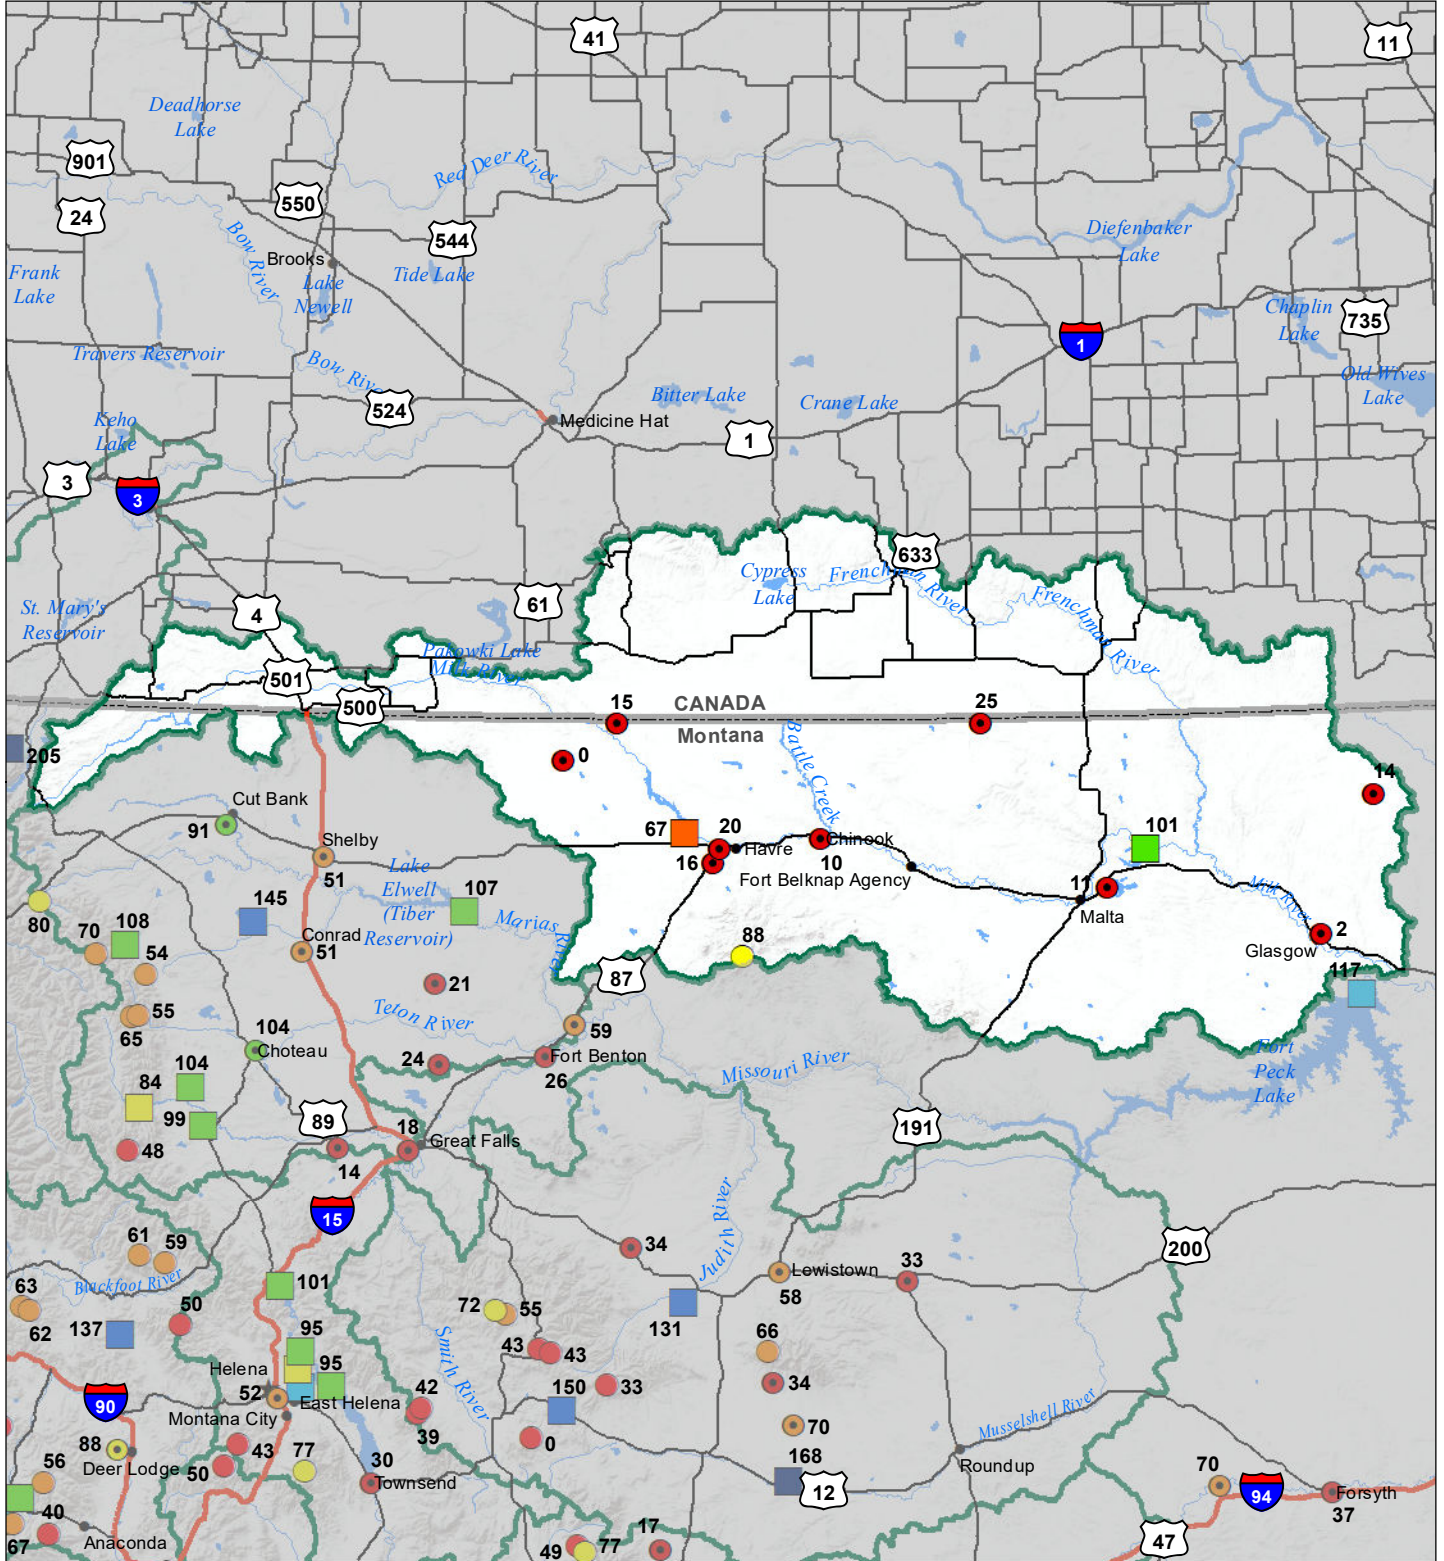 41
11
Deadhorse
Lake
901
Red Deer River
550
24
544
Diefenbaker
Lake
Bow River
Brooks
Frank
Lake
Lake
Newell
Tide Lake
Chaplin
Lake
735
1
Travers Reservoir
Bow River
524
Bitter Lake
Crane Lake
Old Wives
Lake
Keho
Lake
Medicine Hat
1
3
3
633
Cypress
Lake
Frenchman River
Frenchman River
61
4
St. Mary's
Reservoir
Pakowki Lake
Milk River
501
500
15
CANADA
25
Montana
205
0
Battle Creek
14
Cut Bank
91
67
20
Havre
Chinook
101
Shelby
51
16
10
Fort Belknap Agency
Lake
Elwell
(Tiber
Reservoir)
107
11
Malta
Milk River
80
145
Marias River
108
70
54
Conrad
51
88
2
Glasgow
87
117
21
55
65
Teton River
59
104
Choteau
24
Fort Benton
26
Missouri River
Fort
Peck
Lake
104
84
99
89
18
Great Falls
191
48
14
15
Judith River
61
59
34
200
Blackfoot River
Lewistown
58
33
101
63
62
50
137
72
55
131
Smith River
43
43
66
95
95
Helena
52
East Helena
Montana City
33
34
90
42
39
150
0
70
Musselshell River
88
Deer Lodge
43
50
77
30
Townsend
168
12
Roundup
70
94
Forsyth
37
56
40
67
Anaconda
49
77
17
47